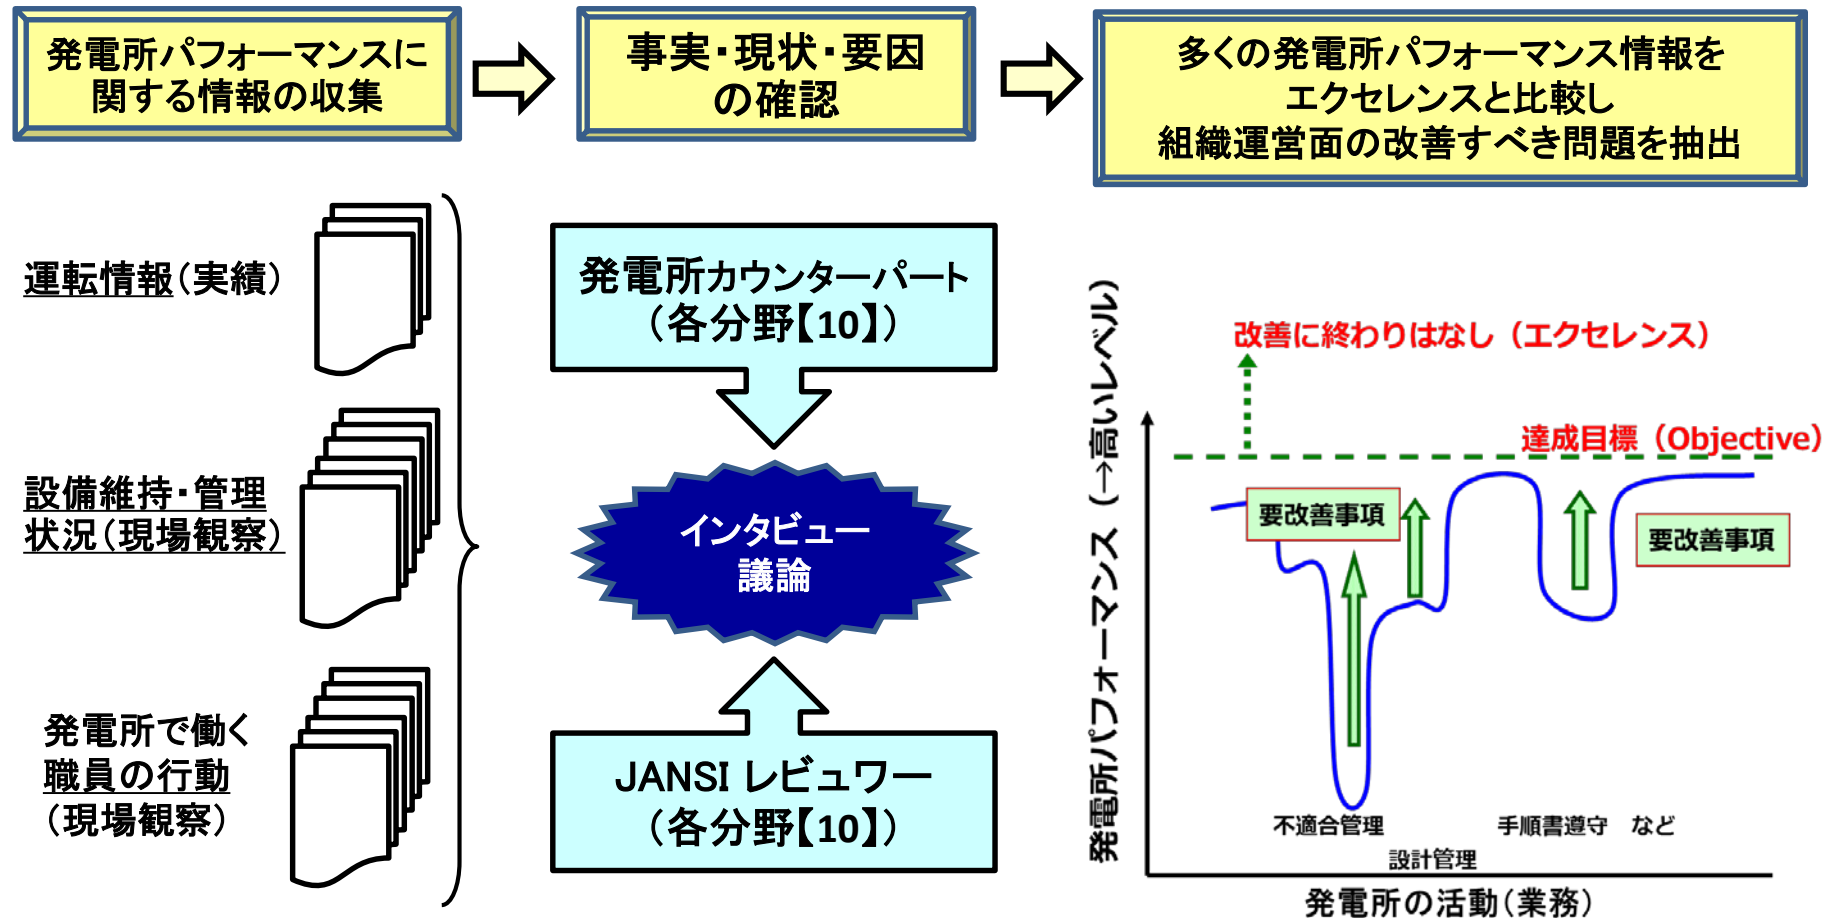 発電所パフォーマンスに
関する情報の収集
事実・現状・要因
の確認
多くの発電所パフォーマンス情報を
エクセレンスと比較し
組織運営面の改善すべき問題を抽出
運転情報（実績）
設備維持・管理
状況（現場観察）
発電所で働く
職員の行動
（現場観察）
発電所カウンターパート
（各分野【10】）
インタビュー
議論
JANSI レビュワー
（各分野【10】）
発電所パフォーマンス（→高いレベル）
改善に終わりはなし（エクセレンス）
達成目標（Objective）
要改善事項
要改善事項
不適合管理
手順書遵守　など
設計管理
発電所の活動（業務）